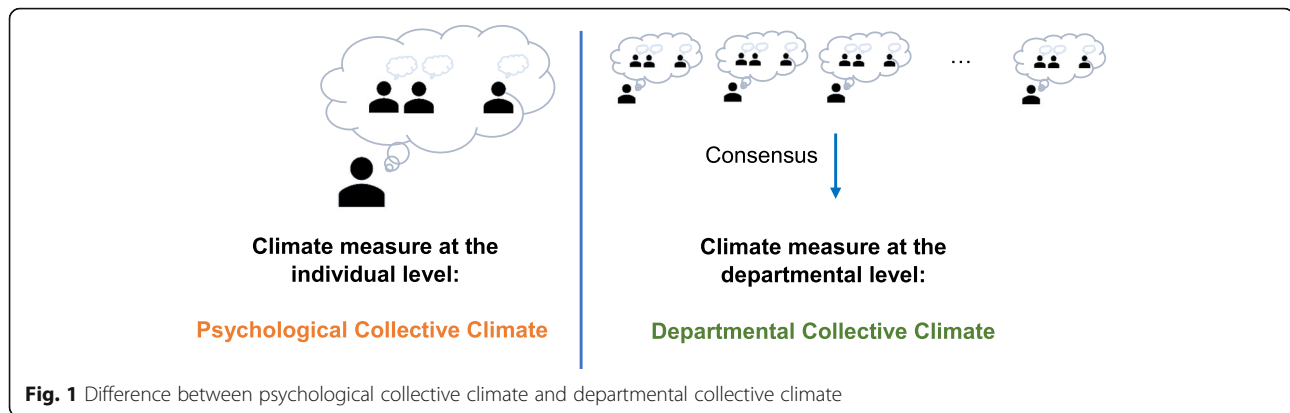 Climate measure at the
individual level:
Psychological Collective Climate
…
Consensus
Climate measure at the
departmental level:
Departmental Collective Climate
Fig. 1 Difference between psychological collective climate and departmental collective climate